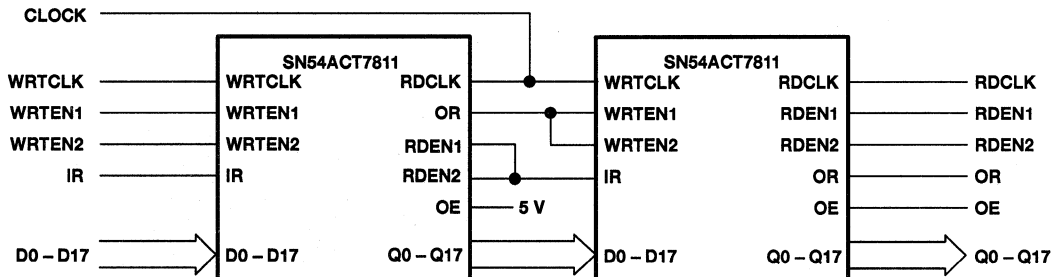 CLOCK
SN54ACT7811 SN54ACT7811
WRTCLK WRTCLK RDCLK WRTCLK RDCLK RDCLK
WRTEN1 WRTEN1 OR WRTEN1 RDEN1 RDEN1
WRTEN2 WRTEN2 RDEN1 WRTEN2 RDEN2 RDEN2
IR IR RDEN2 IR OR OR
OE 5 V OE OE
D0 – D17 D0 – D17 Q0 – Q17 D0 – D17 Q0 – Q17 Q0 – Q17